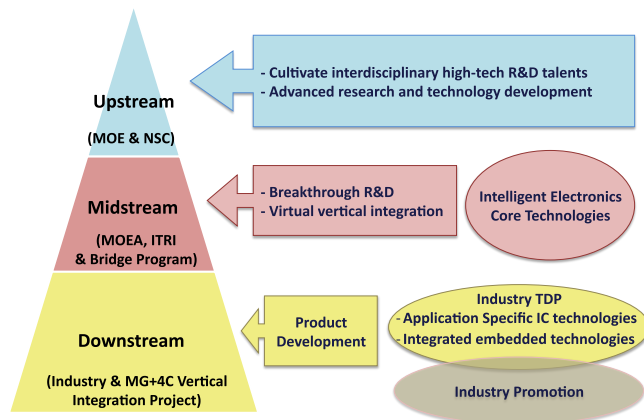 Upstream
(MOE & NSC)
- Cultivate interdisciplinary high-tech R&D talents
- Advanced research and technology development
Midstream
(MOEA, ITRI
& Bridge Program)
- Breakthrough R&D
- Virtual vertical integration
Intelligent Electronics
Core Technologies
Downstream
(Industry & MG+4C Vertical
Integration Project)
Product
Development
Industry TDP
- Application Specific IC technologies
- Integrated embedded technologies
Industry Promotion